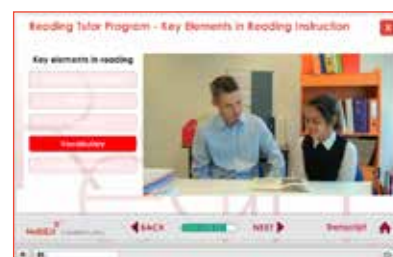 Reading Tutor Program - Key Elements in Reading Instruction
X
Key elements in reading
Vocabulary
BACK
NEXT
Transcript